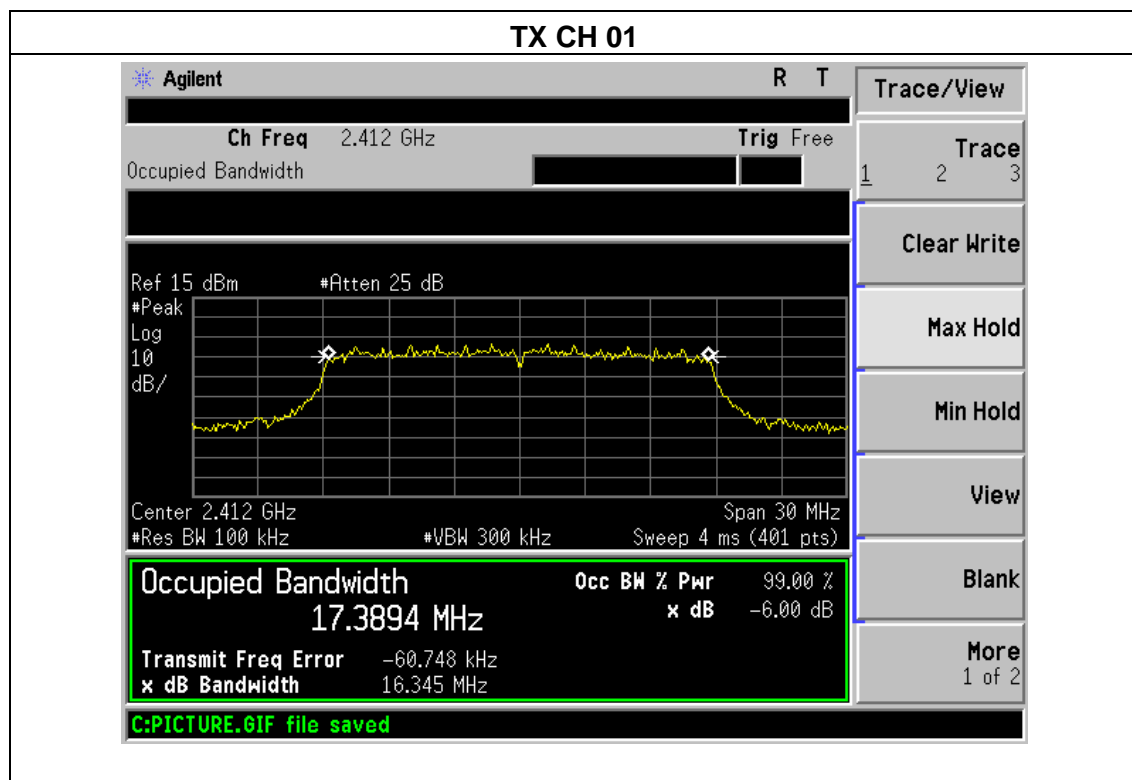 TX CH 01
Agilent R T
Trace/View
Ch Freq 2.412 GHz Trig Free
Occupied Bandwidth
Trace
1 2 3
Clear Write
Ref 15 dBm #Atten 25 dB
#Peak
Log
10
dB/
Max Hold
Min Hold
View
Center 2.412 GHz Span 30 MHz
#Res BW 100 kHz #VBW 300 kHz Sweep 4 ms (401 pts)
Occupied Bandwidth
17.3894 MHz
Occ BW % Pwr 99.00 %
x dB -6.00 dB
Blank
Transmit Freq Error -60.748 kHz
x dB Bandwidth 16.345 MHz
More
1 of 2
C:PICTURE.GIF file saved